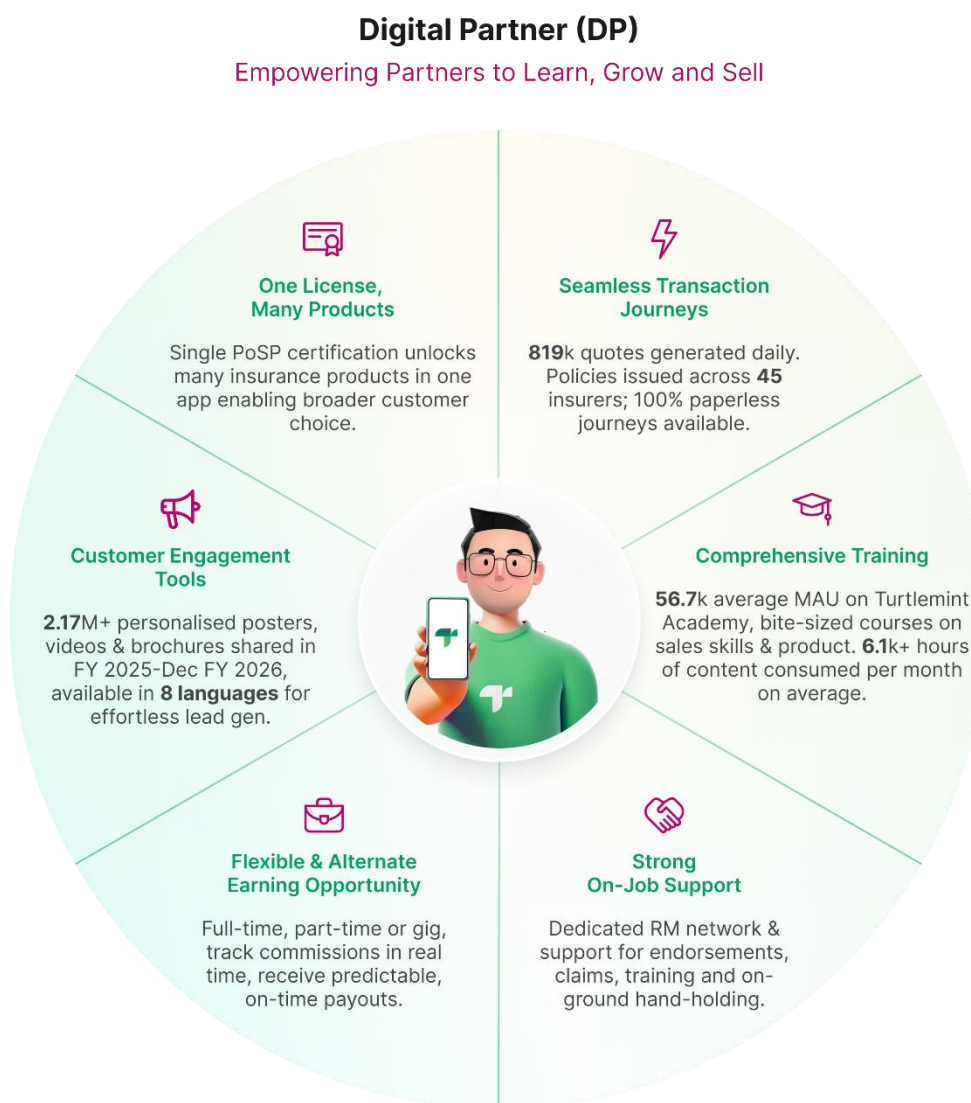 Digital Partner (DP)
Empowering Partners to Learn, Grow and Sell
One License,
Many Products
Single PoSP certification unlocks
many insurance products in one
app enabling broader customer
choice.
Seamless Transaction
Journeys
819k quotes generated daily.
Policies issued across 45
insurers; 100% paperless
journeys available.
Customer Engagement
Tools
2.17M+ personalised posters,
videos & brochures shared in
FY 2025-Dec FY 2026,
available in 8 languages for
effortless lead gen.
Comprehensive Training
56.7k average MAU on Turtlemint
Academy, bite-sized courses on
sales skills & product. 6.1k+ hours
of content consumed per month
on average.
Flexible & Alternate
Earning Opportunity
Full-time, part-time or gig,
track commissions in real
time, receive predictable,
on-time payouts.
Strong
On-Job Support
Dedicated RM network &
support for endorsements,
claims, training and on-
ground hand-holding.